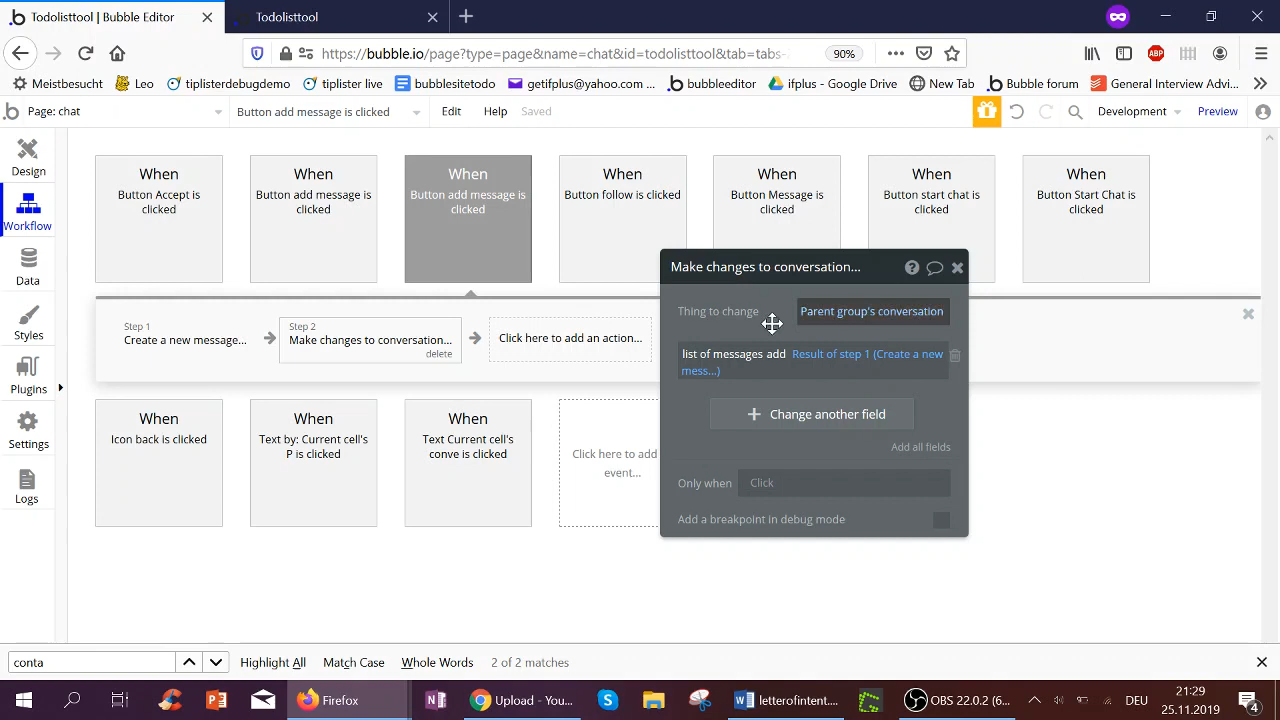 Todolisttool | Bubble Editor
Todolisttool
https://bubble.io/page?type=page&name=chat&id=todolisttool&tab=tabs-
90%
Meistbesucht
Leo
tiplisterdebugdemo
tiplister live
bubblesitetodo
getifplus@yahoo.com ...
bubbleeditor
ifplus - Google Drive
New Tab
Bubble forum
General Interview Advi...
Page: chat
Button add message is clicked
Edit
Help
Saved
Development
Preview
Design
Workflow
Data
Styles
Plugins
Settings
Logs
When
Button Accept is
clicked
When
Button add message is
clicked
When
Button add message is
clicked
When
Button follow is clicked
When
Button Message is
clicked
When
Button start chat is
clicked
When
Button Start Chat is
clicked
Step 1
Create a new message...
Step 2
Make changes to conversation...
delete
Click here to add an action...
When
Icon back is clicked
When
Text by: Current cell's
P is clicked
When
Text Current cell's
conve is clicked
Click here to add
event...
Make changes to conversation...
Thing to change
Parent group's conversation
list of messages add Result of step 1 (Create a new
mess...)
Change another field
Add all fields
Only when
Click
Add a breakpoint in debug mode
conta
Highlight All
Match Case
Whole Words
2 of 2 matches
Firefox
Upload - You...
letterofintent...
OBS 22.0.2 (6...
DEU
21:29
25.11.2019
4